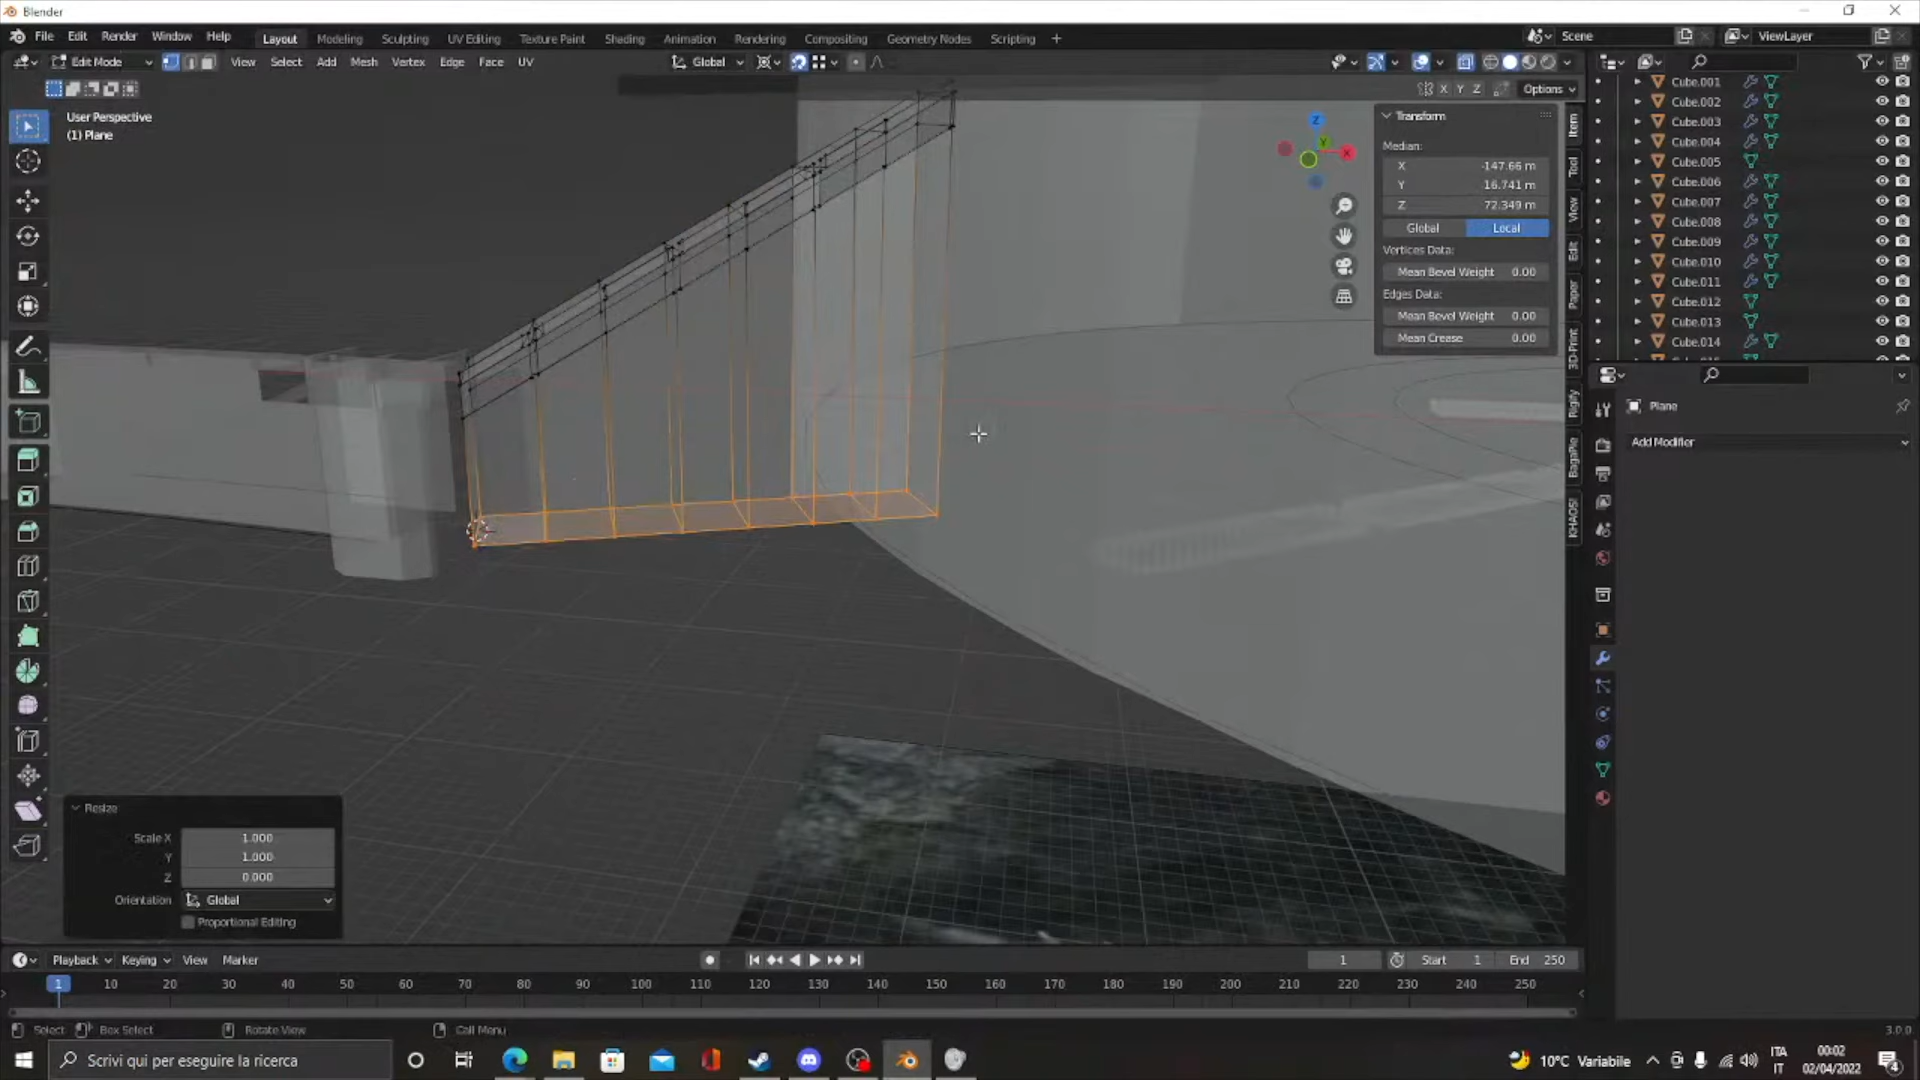 Blender
File Edit Render Window Help Layout Modeling Sculpting UV Editing Texture Paint Shading Animation Rendering Compositing Geometry Nodes Scripting + Scene ViewLayer
Edit Mode View Select Add Mesh Vertex Edge Face UV Global
X Y Z Options
User Perspective
(1) Plane
Z
Y
X
Transform
Median:
X -147.66 m
Y 16.741 m
Z 72.349 m
Global Local
Vertices Data:
Mean Bevel Weight 0.00
Edges Data:
Mean Bevel Weight 0.00
Mean Crease 0.00
Item
Tool
View
Edit
Paper
3D-Print
Rigify
BagaPie
KHAOS!
Cube.001
Cube.002
Cube.003
Cube.004
Cube.005
Cube.006
Cube.007
Cube.008
Cube.009
Cube.010
Cube.011
Cube.012
Cube.013
Cube.014
Plane
Add Modifier
Resize
Scale X 1.000
Y 1.000
Z 0.000
Orientation Global
Proportional Editing
Playback Keying View Marker 1 Start 1 End 250
1 10 20 30 40 50 60 70 80 90 100 110 120 130 140 150 160 170 180 190 200 210 220 230 240 250
Select Box Select Rotate View Call Menu 3.0.0
Scrivi qui per eseguire la ricerca 10°C Variabile ITA IT 00:02 02/04/2022 4